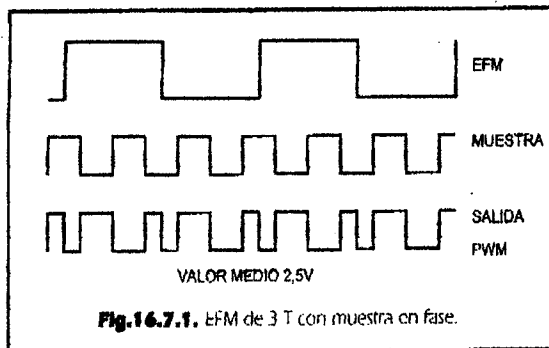 EFM
MUESTRA
SALIDA
PWM
VALOR MEDIO 2,5V
Fig.16.7.1. EFM de 3 T con muestra en fase.